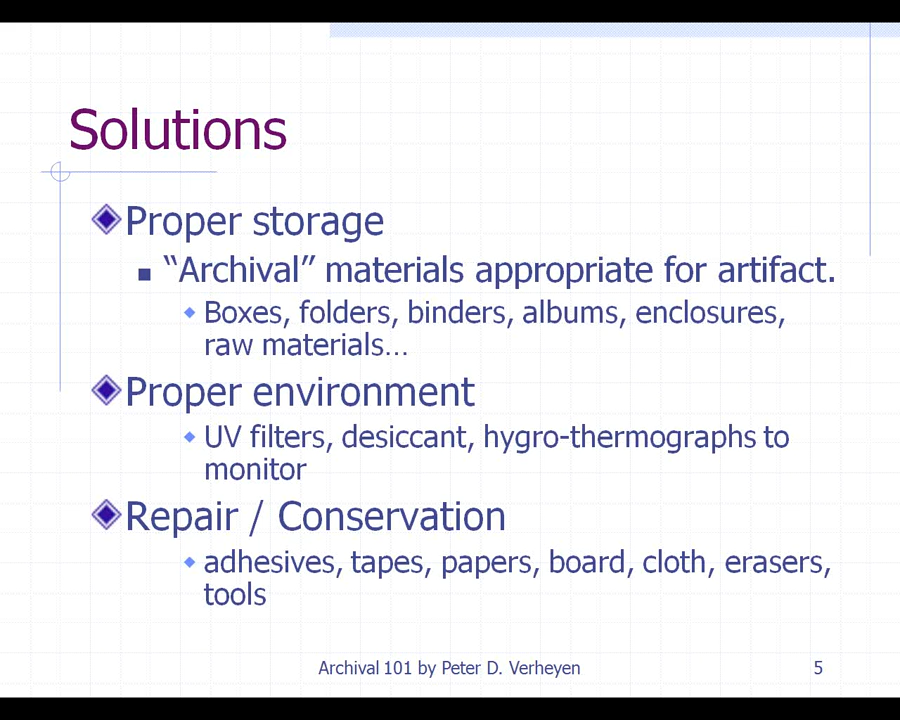 Solutions
Proper storage
“Archival” materials appropriate for artifact.
Boxes, folders, binders, albums, enclosures,
raw materials…
Proper environment
UV filters, desiccant, hygro-thermographs to
monitor
Repair / Conservation
adhesives, tapes, papers, board, cloth, erasers,
tools
Archival 101 by Peter D. Verheyen
5